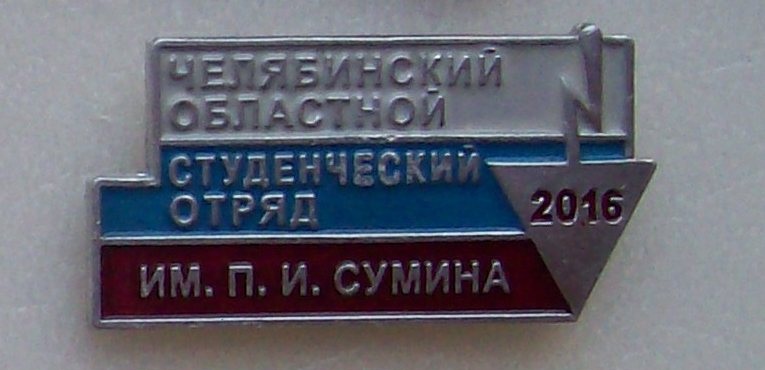 ЧЕЛЯБИНСКИЙ
ОБЛАСТНОЙ
СТУДЕНЧЕСКИЙ
ОТРЯД
2016
ИМ. П. И. СУМИНА